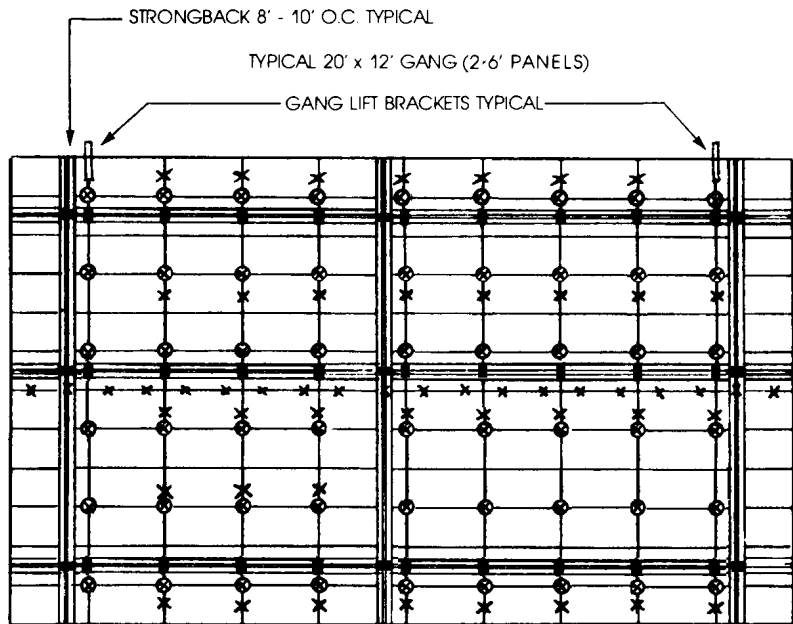 STRONGBACK 8' - 10' O.C. TYPICAL
TYPICAL 20' x 12' GANG (2-6' PANELS)
GANG LIFT BRACKETS TYPICAL